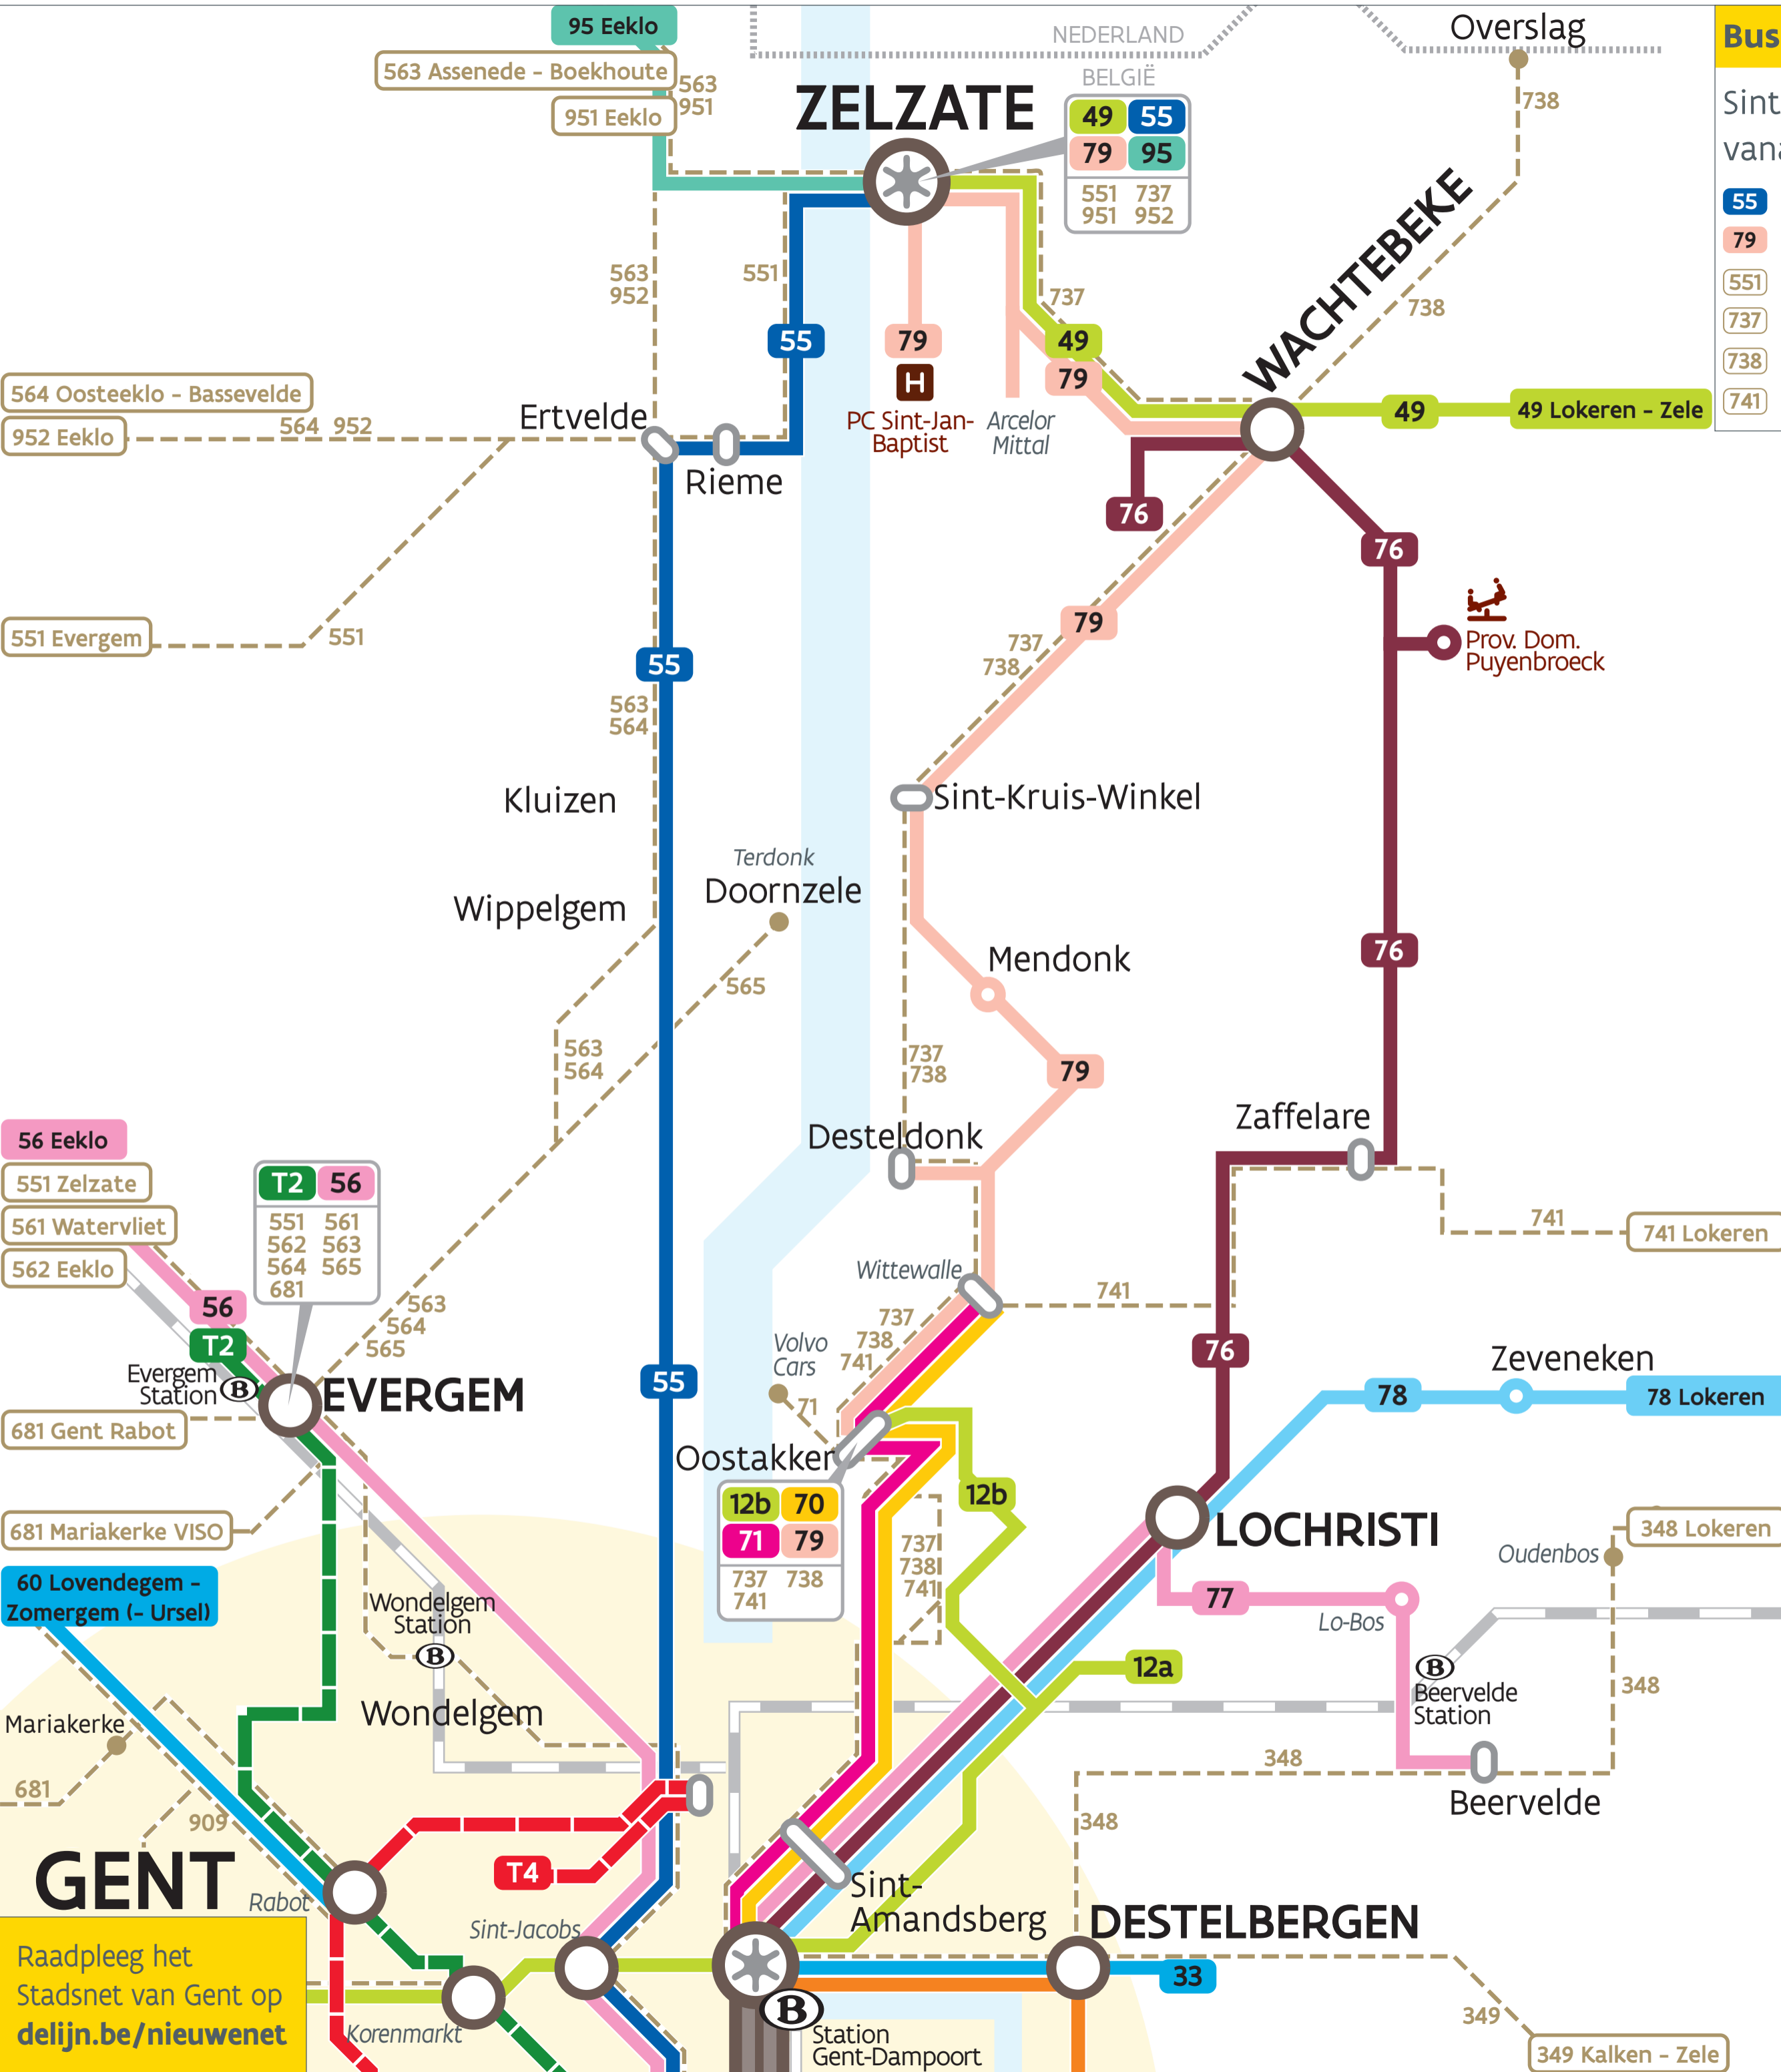 95 Eeklo
563 Assenede - Boekhoute
951 Eeklo
563
951
ZELZATE
NEDERLAND
BELGIË
49 55
79 95
551 737
951 952
Overslag
738
Bus
Sint
vana
55
79
551
737
738
741
563
952
551
55
79
H
PC Sint-Jan-
Baptist
Arcelor
Mittal
737
49
79
WACHTEBEKE
738
49
49 Lokeren - Zele
564 Oosteeklo - Bassevelde
952 Eeklo
564 952
Ertvelde
Rieme
76
76
551 Evergem
551
55
563
564
79
737
738
Prov. Dom.
Puyenbroeck
Kluizen
Sint-Kruis-Winkel
Terdonk
Doornzele
Wippelgem
565
Mendonk
76
563
564
737
738
79
Desteldonk
Zaffelare
56 Eeklo
551 Zelzate
561 Watervliet
562 Eeklo
T2 56
551 561
562 563
564 565
681
741
741 Lokeren
Wittewalle
741
56
T2
563
564
565
737
738
741
Volvo
Cars
71
76
Evergem
Station
B
EVERGEM
55
Zeveneken
78
78 Lokeren
681 Gent Rabot
Oostakker
12b 70
71 79
737 738
741
12b
681 Mariakerke VISO
737
738
741
LOCHRISTI
348 Lokeren
Oudenbos
60 Lovendegem -
Zomergem (- Ursel)
Wondelgem
Station
B
77
Lo-Bos
12a
B
Beervelde
Station
348
Wondelgem
Mariakerke
681
909
348
348
Beervelde
T4
GENT
Rabot
Sint-Jacobs
Sint-
Amandsberg
DESTELBERGEN
33
Raadpleeg het
Stadsnet van Gent op
delijn.be/nieuwenet
Korenmarkt
B
Station
Gent-Dampoort
349
349 Kalken - Zele